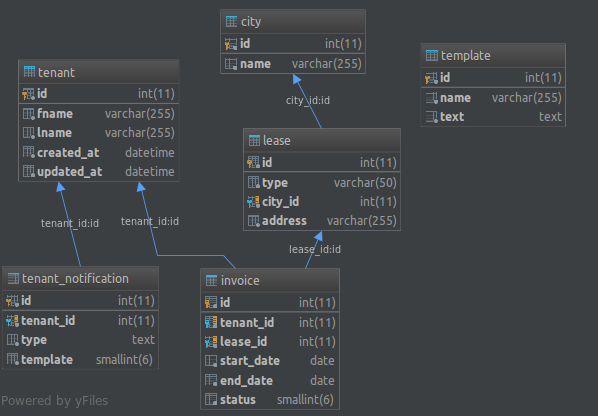 city
id int(11)
name varchar(255)
template
id int(11)
name varchar(255)
text text
tenant
id int(11)
fname varchar(255)
lname varchar(255)
created_at datetime
updated_at datetime
city_id:id
lease
id int(11)
type varchar(50)
city_id int(11)
address varchar(255)
tenant_id:id
tenant_id:id
lease_id:id
tenant_notification
id int(11)
tenant_id int(11)
type text
template smallint(6)
invoice
id int(11)
tenant_id int(11)
lease_id int(11)
start_date date
end_date date
status smallint(6)
Powered by yFiles